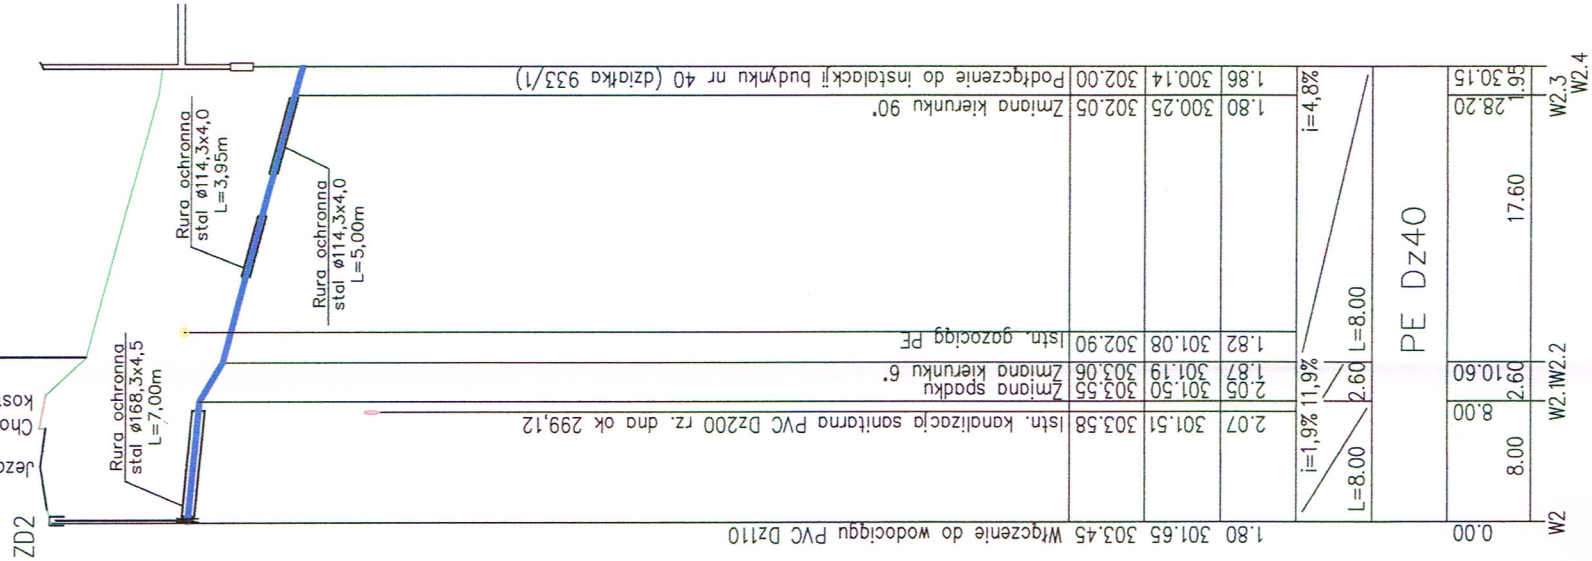 ZD2
Jezd
Cho
kos
Rura ochronna
stal ø168,3x4,5
L=7,00m
Rura ochronna
stal ø114,3x4,0
L=3,95m
Rura ochronna
stal ø114,3x4,0
L=5,00m
Włączenie do wodociągu PVC Dz110 303.45 301.65 1.80
Istn. kanalizacja sanitarna PVC Dz200 rz. dna ok 299,12 303.58 301.51 2.07
Zmiana spadku 303.55 301.50 2.05
Zmiana kierunku 6° 303.06 301.19 1.87
Istn. gazociąg PE 302.90 301.08 1.82
Zmiana kierunku 90° 302.05 300.25 1.80
Podłączenie do instalacji budynku nr 40 (działka 933/1) 302.00 300.14 1.86
i=1,9% 11,9% i=4,8%
L=8.00 2.60 L=8.00
PE Dz40
0.00 8.00 10.60 28.20 30.15
8.00 2.60 17.60 1.95
W2 W2.1 W2.2 W2.3
W2.4